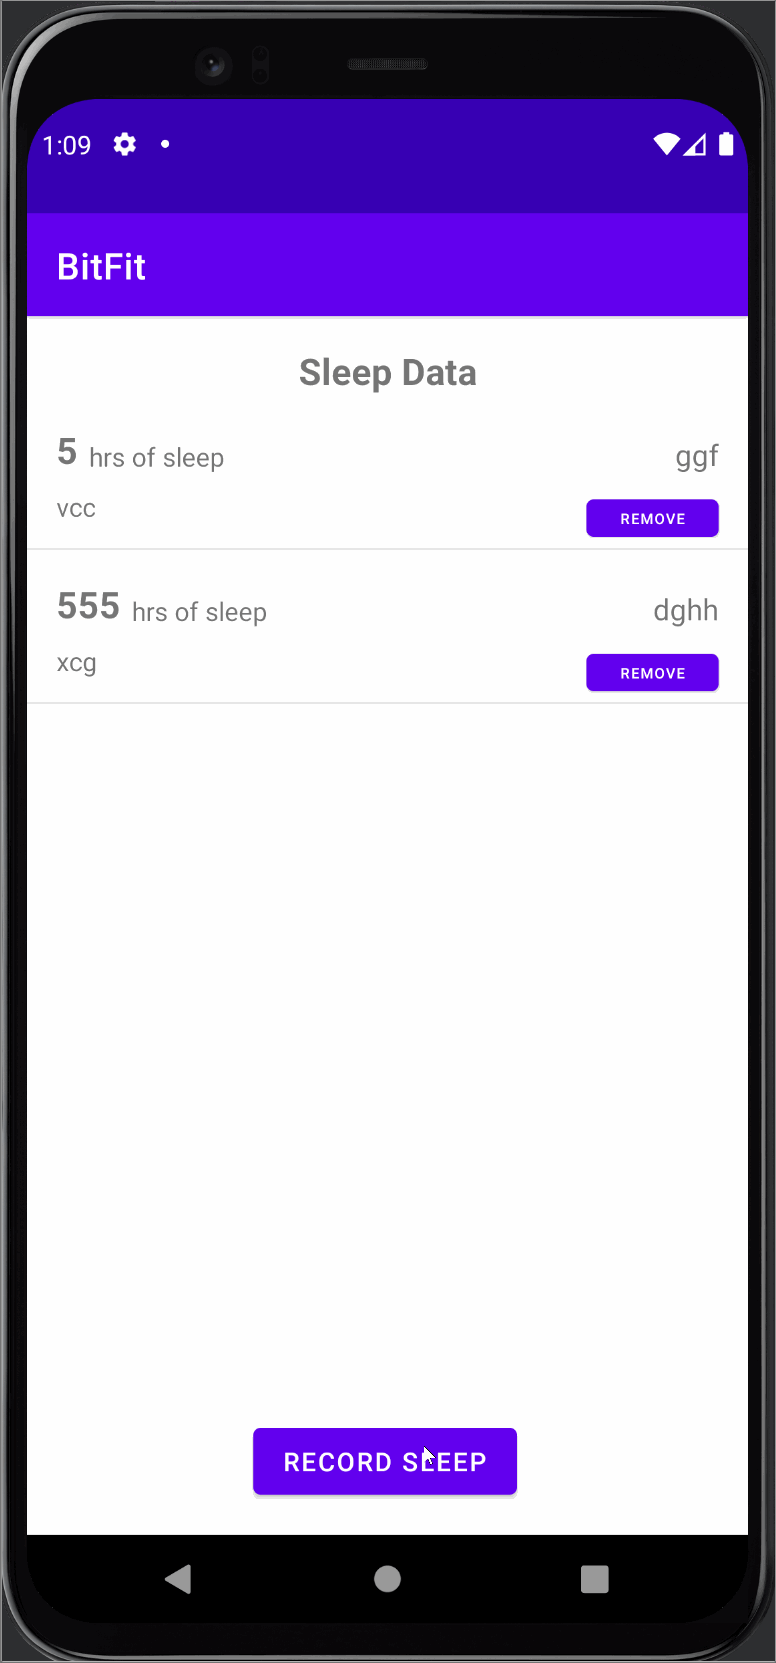 1:09
BitFit
Sleep Data
5 hrs of sleep ggf
vcc REMOVE
555 hrs of sleep dghh
xcg REMOVE
RECORD SLEEP